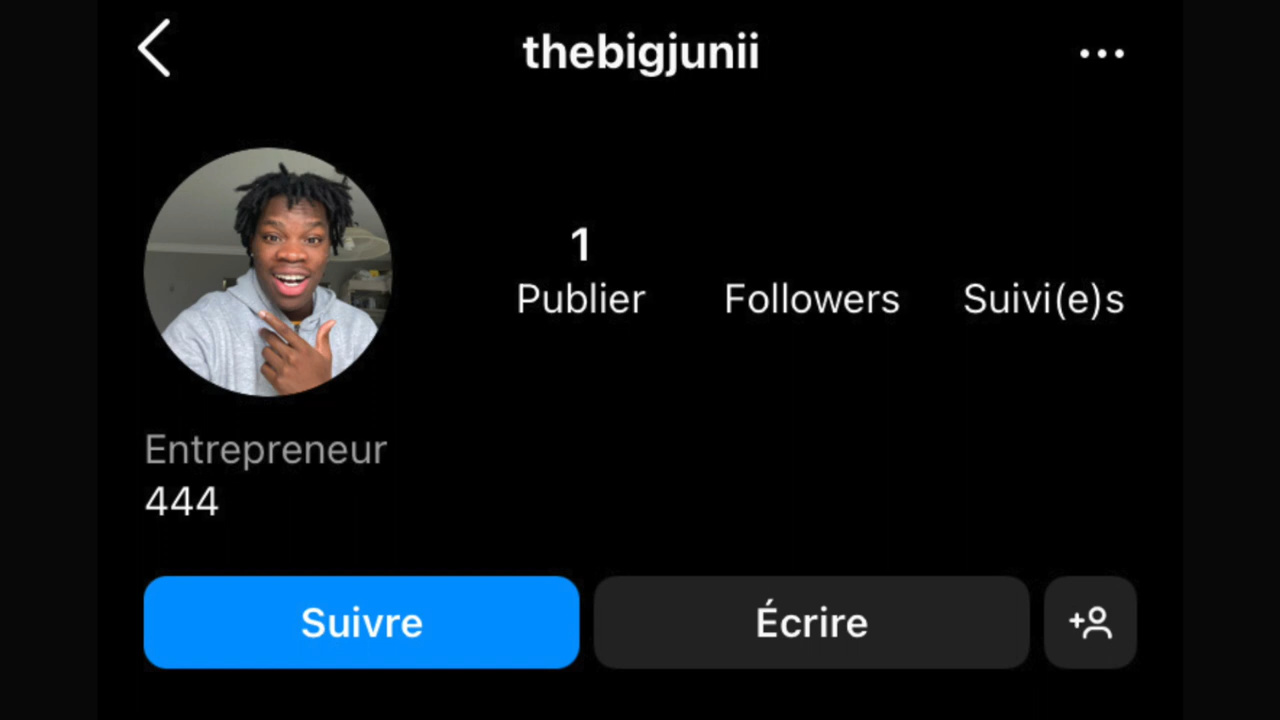 thebigjunii
1
Publier Followers Suivi(e)s
Entrepreneur
444
Suivre Écrire